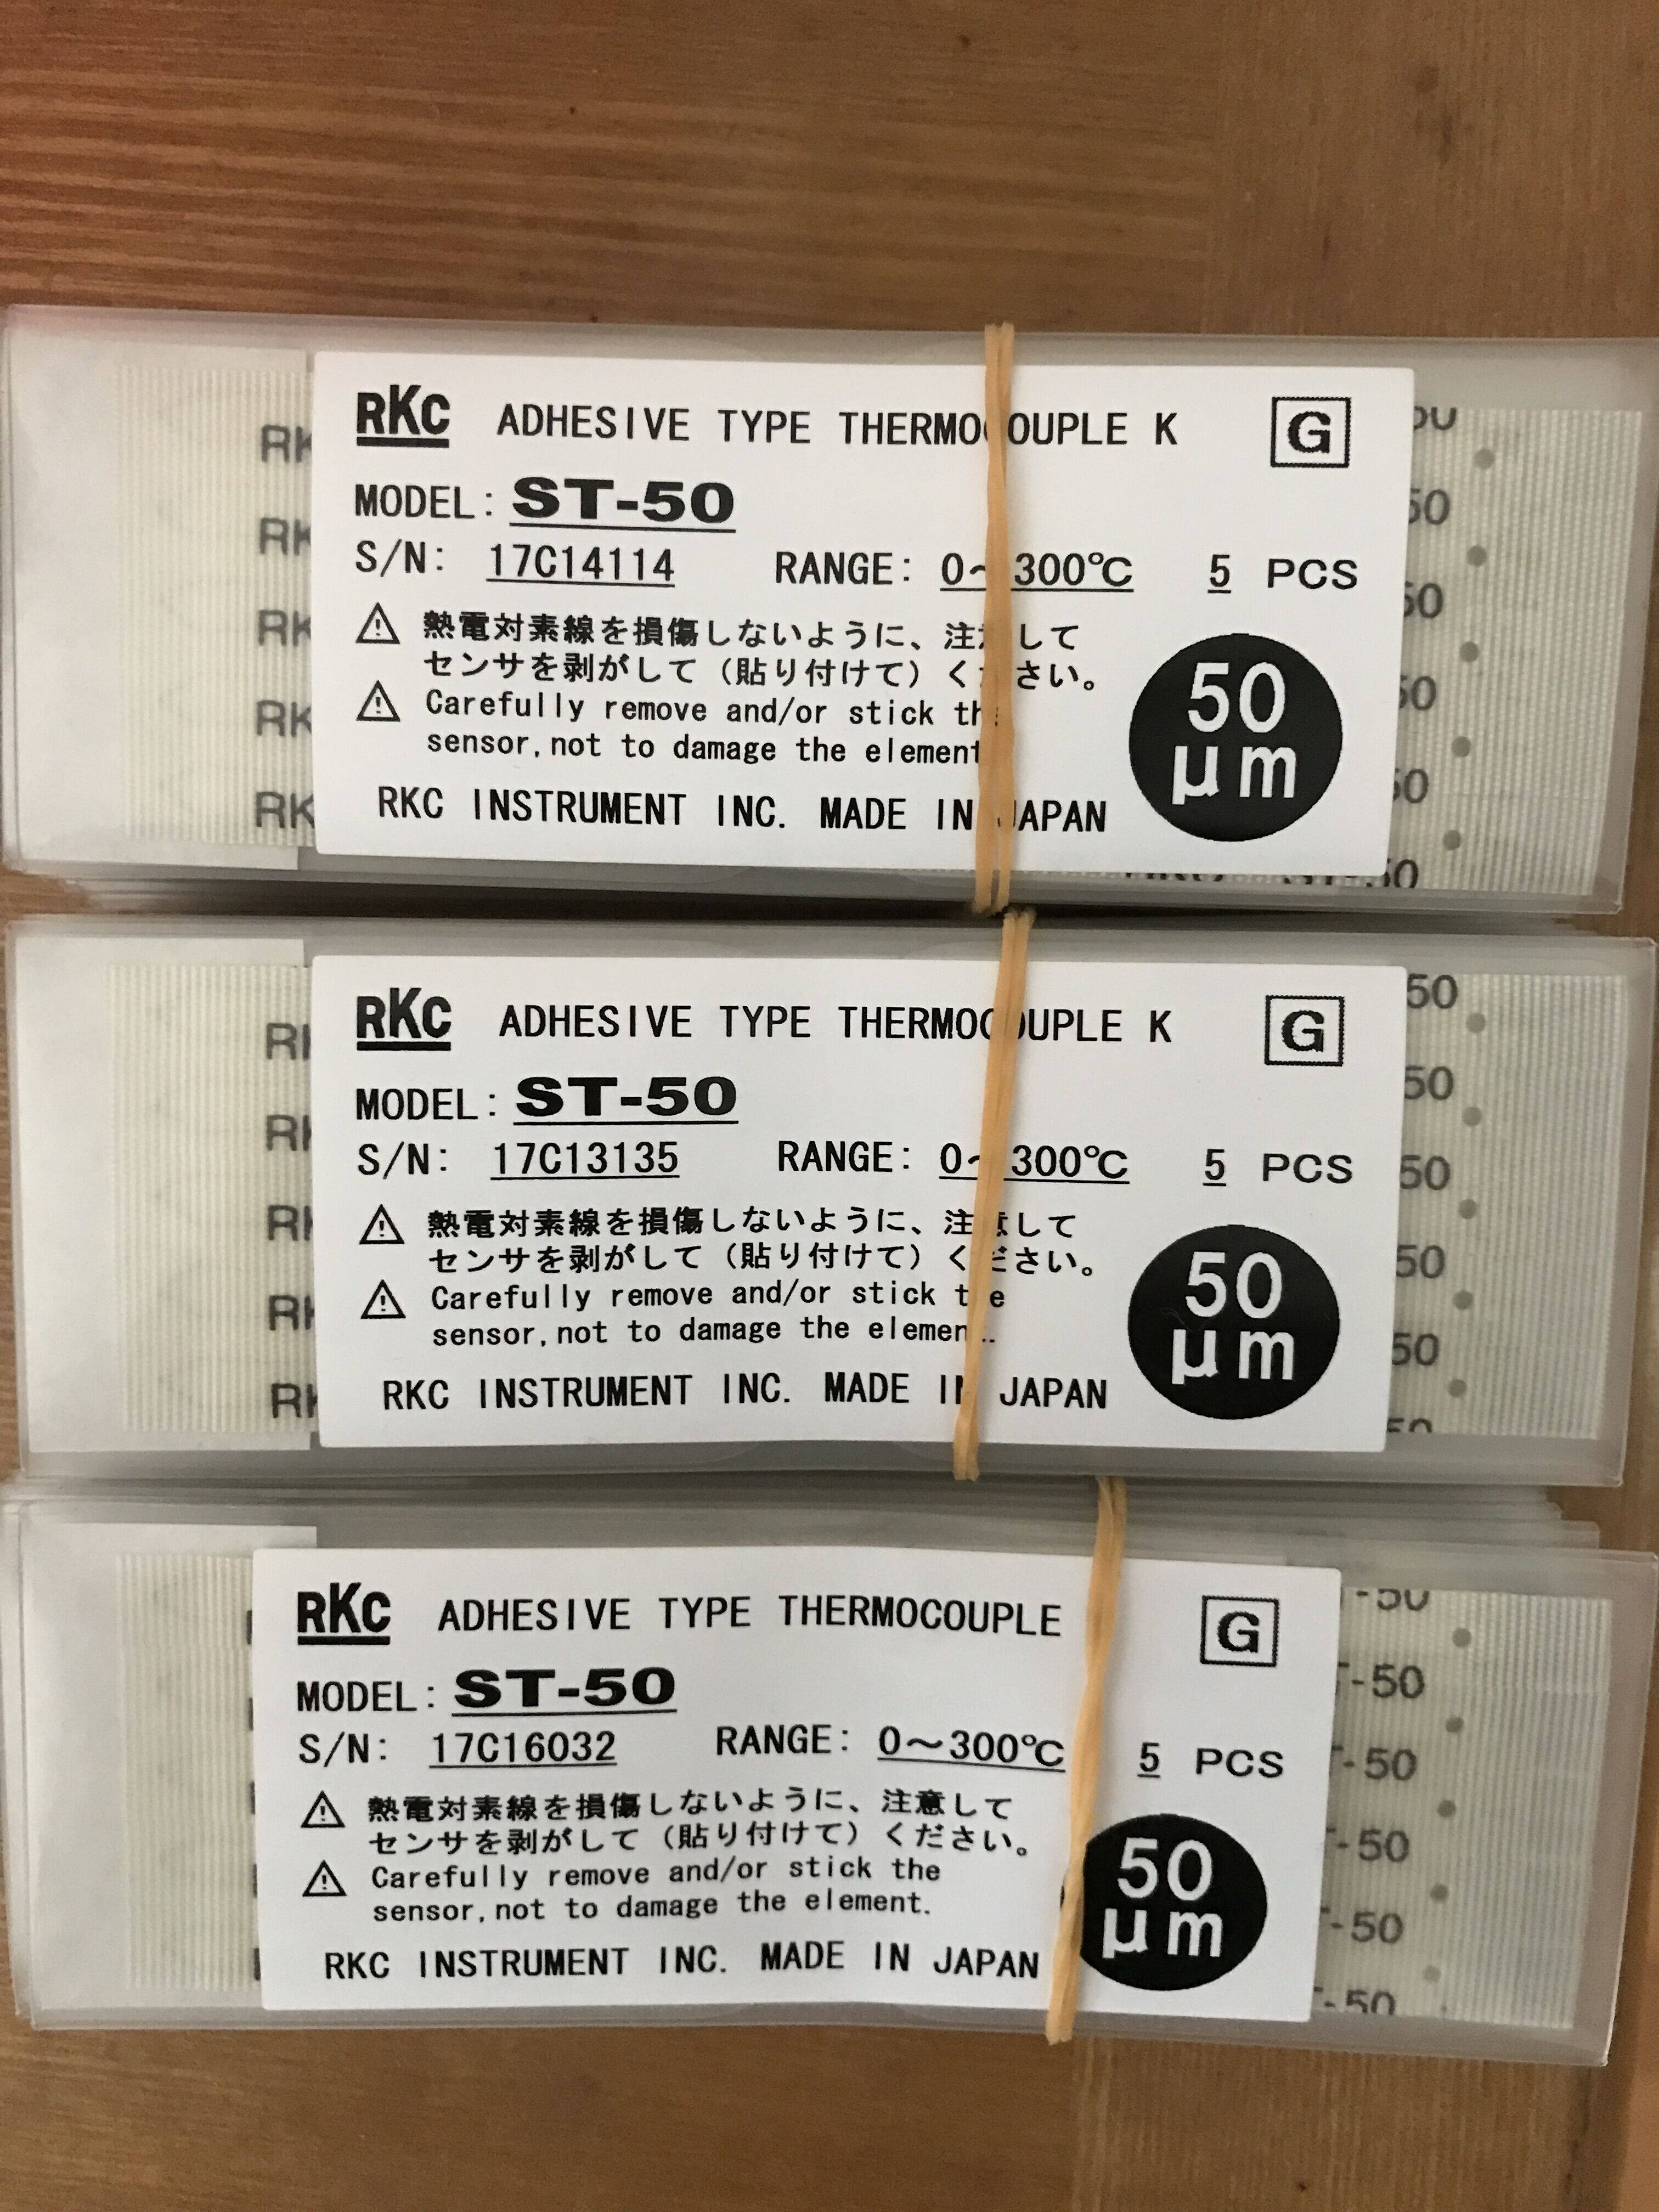 RKC ADHESIVE TYPE THERMOCOUPLE K G
MODEL: ST-50
S/N: 17C14114 RANGE: 0~300℃ 5 PCS
熱電対素線を損傷しないように、注意して
センサを剥がして（貼り付けて）ください。
Carefully remove and/or stick the
sensor,not to damage the element
50
μm
RKC INSTRUMENT INC. MADE IN JAPAN
RKC ADHESIVE TYPE THERMOCOUPLE K G
MODEL: ST-50
S/N: 17C13135 RANGE: 0~300℃ 5 PCS
熱電対素線を損傷しないように、注意して
センサを剥がして（貼り付けて）ください。
Carefully remove and/or stick the
sensor,not to damage the element.
50
μm
RKC INSTRUMENT INC. MADE IN JAPAN
RKC ADHESIVE TYPE THERMOCOUPLE G
MODEL: ST-50
S/N: 17C16032 RANGE: 0~300℃ 5 PCS
熱電対素線を損傷しないように、注意して
センサを剥がして（貼り付けて）ください。
Carefully remove and/or stick the
sensor,not to damage the element.
50
μm
RKC INSTRUMENT INC. MADE IN JAPAN